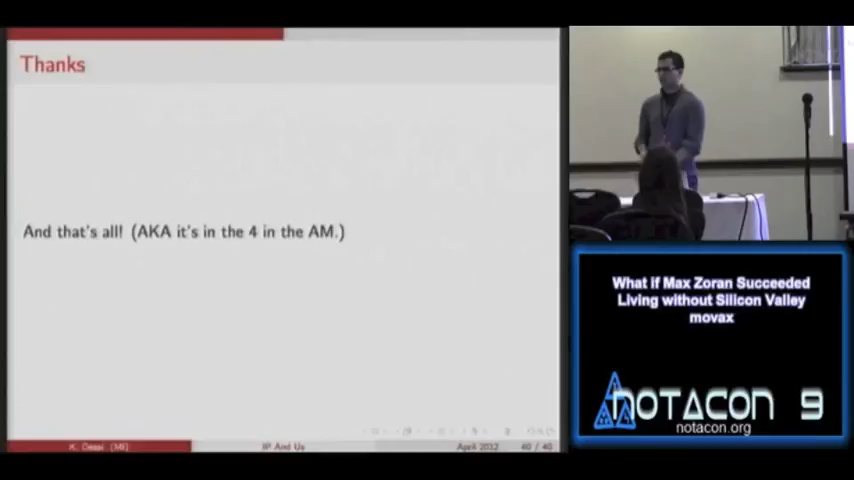 Thanks
And that's all! (AKA it's in the 4 in the AM.)
IP And Us
April 2012
40 / 40
What if Max Zoran Succeeded
Living without Silicon Valley
movax
NOTACON 9
notacon.org